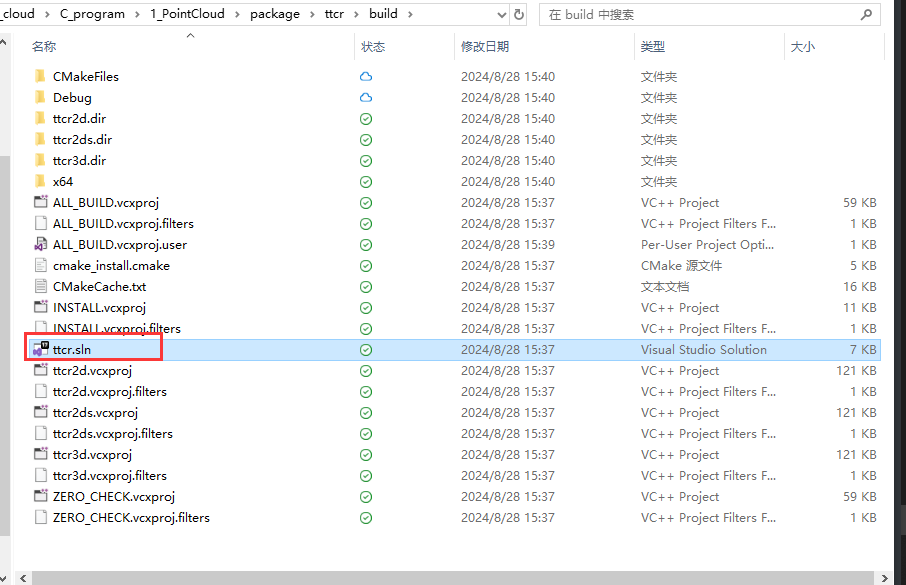 _cloud > C_program > 1_PointCloud > package > ttcr > build > 在 build 中搜索
名称 状态 修改日期 类型 大小
CMakeFiles 2024/8/28 15:40 文件夹
Debug 2024/8/28 15:40 文件夹
ttcr2d.dir 2024/8/28 15:40 文件夹
ttcr2ds.dir 2024/8/28 15:40 文件夹
ttcr3d.dir 2024/8/28 15:40 文件夹
x64 2024/8/28 15:40 文件夹
ALL_BUILD.vcxproj 2024/8/28 15:37 VC++ Project 59 KB
ALL_BUILD.vcxproj.filters 2024/8/28 15:37 VC++ Project Filters F... 1 KB
ALL_BUILD.vcxproj.user 2024/8/28 15:39 Per-User Project Opti... 1 KB
cmake_install.cmake 2024/8/28 15:37 CMake 源文件 5 KB
CMakeCache.txt 2024/8/28 15:37 文本文档 16 KB
INSTALL.vcxproj 2024/8/28 15:37 VC++ Project 11 KB
INSTALL.vcxproj.filters 2024/8/28 15:37 VC++ Project Filters F... 1 KB
ttcr.sln 2024/8/28 15:37 Visual Studio Solution 7 KB
ttcr2d.vcxproj 2024/8/28 15:37 VC++ Project 121 KB
ttcr2d.vcxproj.filters 2024/8/28 15:37 VC++ Project Filters F... 1 KB
ttcr2ds.vcxproj 2024/8/28 15:37 VC++ Project 121 KB
ttcr2ds.vcxproj.filters 2024/8/28 15:37 VC++ Project Filters F... 1 KB
ttcr3d.vcxproj 2024/8/28 15:37 VC++ Project 121 KB
ttcr3d.vcxproj.filters 2024/8/28 15:37 VC++ Project Filters F... 1 KB
ZERO_CHECK.vcxproj 2024/8/28 15:37 VC++ Project 59 KB
ZERO_CHECK.vcxproj.filters 2024/8/28 15:37 VC++ Project Filters F... 1 KB